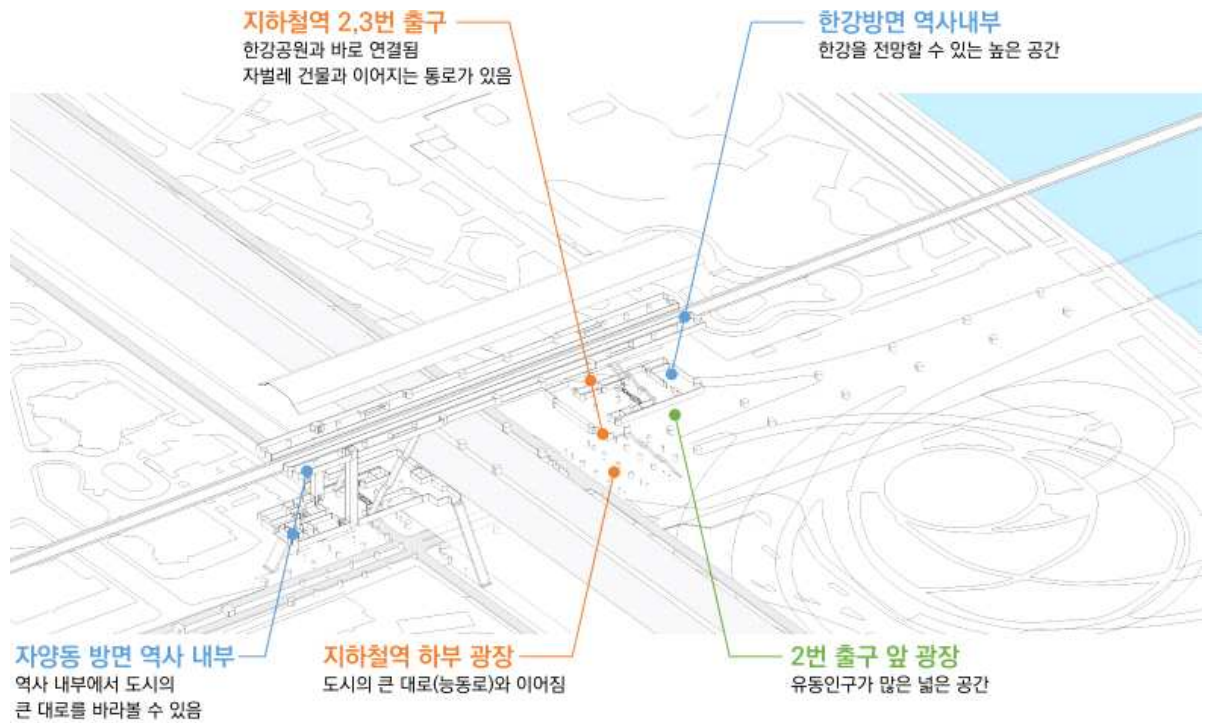 지하철역 2,3번 출구
한강공원과 바로 연결됨
자벌레 건물과 이어지는 통로가 있음
한강방면 역사내부
한강을 전망할 수 있는 높은 공간
자양동 방면 역사 내부
역사 내부에서 도시의
큰 대로를 바라볼 수 있음
지하철역 하부 광장
도시의 큰 대로(능동로)와 이어짐
2번 출구 앞 광장
유동인구가 많은 넓은 공간